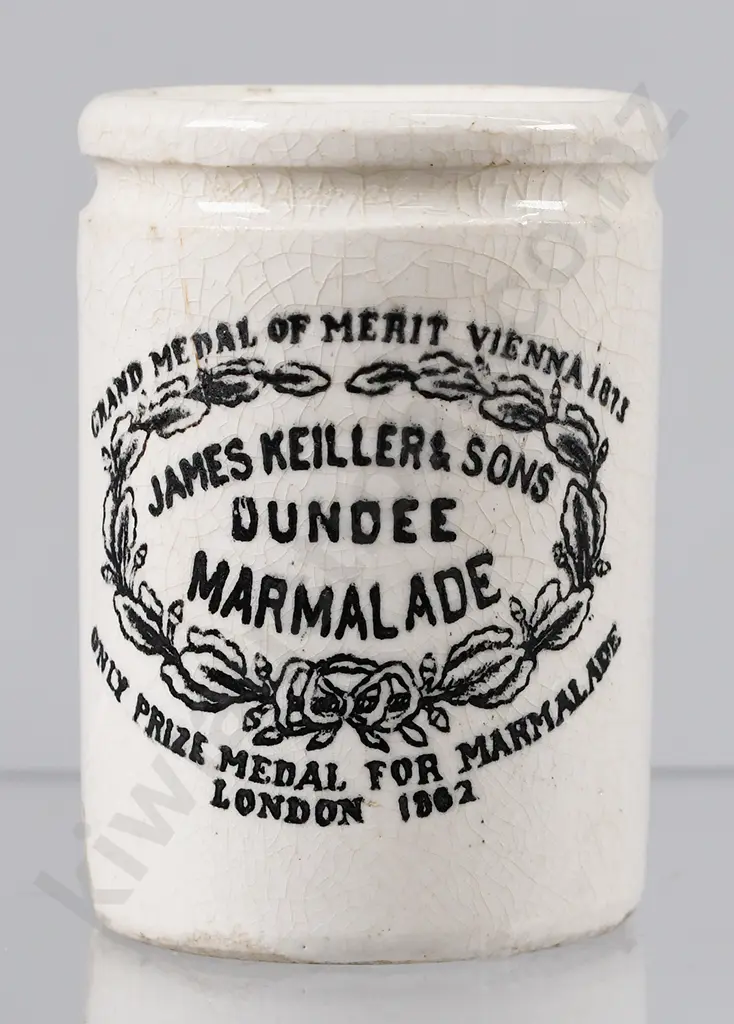 GRAND MEDAL OF MERIT VIENNA 1873
JAMES KEILLER & SONS
DUNDEE
MARMALADE
ONLY PRIZE MEDAL FOR MARMALADE
LONDON 1862